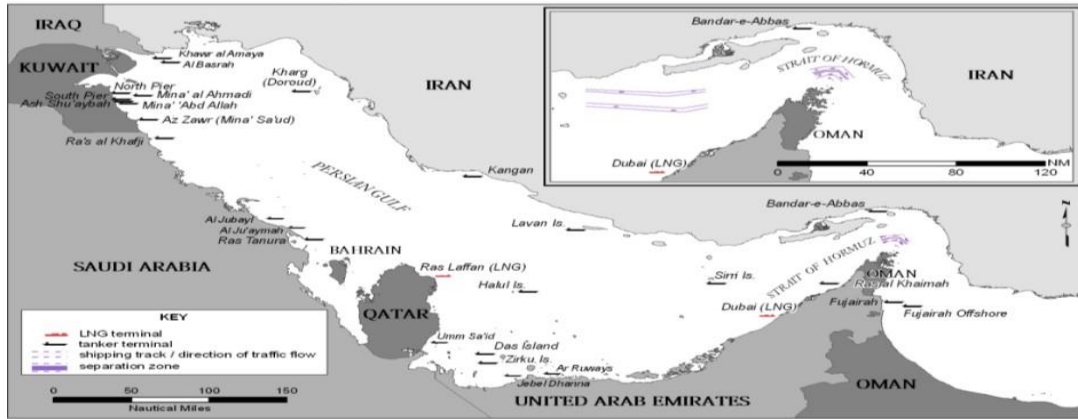 IRAQ
KUWAIT
Khawr al Amaya
Al Basrah
North Pier
South Pier
Mina' al Ahmadi
Ash Shu'aybah
Mina' 'Abd Allah
Az Zawr (Mina' Sa'ud)
Ra's al Khafji
Kharg
(Doroud)
IRAN
PERSIAN GULF
Kangan
Lavan Is.
Al Jubayl
Al Ju'aymah
Ras Tanura
SAUDI ARABIA
BAHRAIN
Ras Laffan (LNG)
Halul Is.
QATAR
Umm Sa'id
Das Island
Zirku. Is.
Jebel Dhanna
Ar Ruways
UNITED ARAB EMIRATES
Sirri Is.
Dubai (LNG)
STRAIT OF HORMUZ
Bandar-e-Abbas
OMAN
Ras al Khaimah
Fujairah
Fujairah Offshore
OMAN
Bandar-e-Abbas
STRAIT OF HORMUZ
IRAN
OMAN
Dubai (LNG)
NM
0 20 40 80 120
KEY
LNG terminal
tanker terminal
shipping track / direction of traffic flow
separation zone
0 50 100 150
Nautical Miles